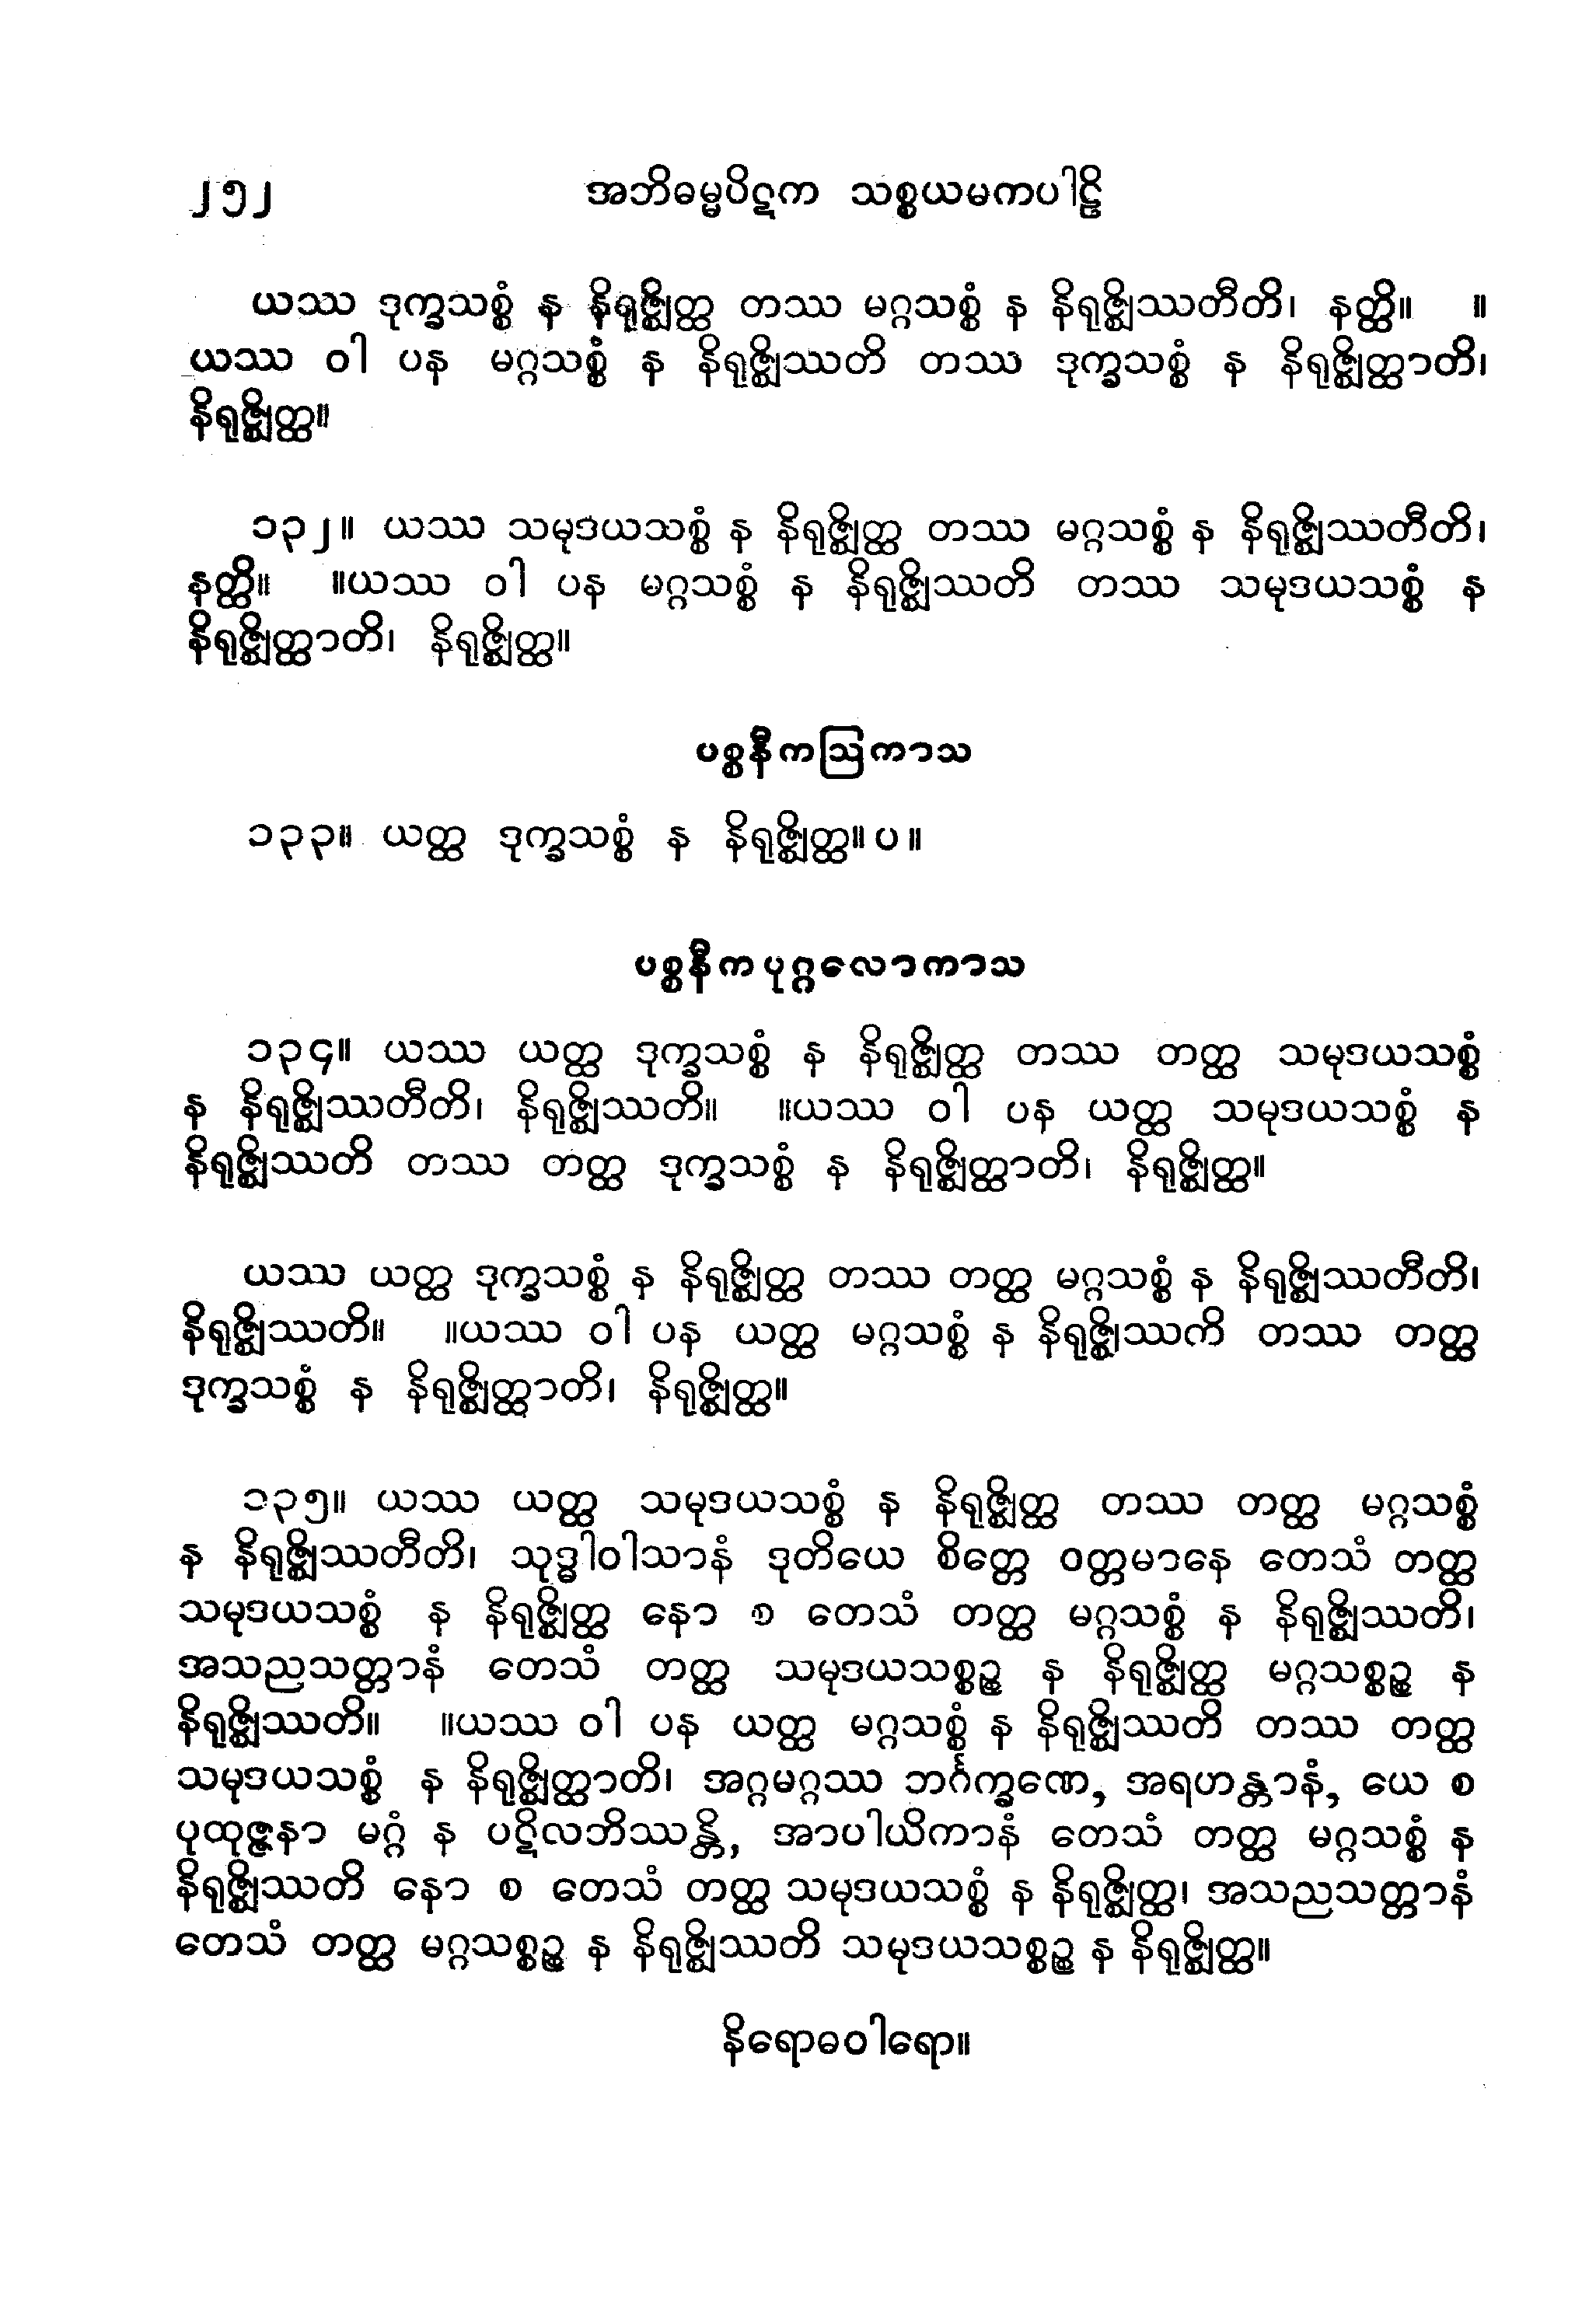 ၂၅၂ အဘိဓမ္မပိဋက သစ္စယမကပါဠိ
ယဿ ဒုက္ခသစ္စံ န နိရုဇ္ဈိတ္ထ တဿ မဂ္ဂသစ္စံ န နိရုဇ္ဈိဿတီတိ၊ နတ္ထိ။ ။
ယဿ ဝါ ပန မဂ္ဂသစ္စံ န နိရုဇ္ဈိဿတိ တဿ ဒုက္ခသစ္စံ န နိရုဇ္ဈိတ္ထာတိ၊
နိရုဇ္ဈိတ္ထ။
၁၃၂။ ယဿ သမုဒယသစ္စံ န နိရုဇ္ဈိတ္ထ တဿ မဂ္ဂသစ္စံ န နိရုဇ္ဈိဿတီတိ၊
နတ္ထိ။ ။ယဿ ဝါ ပန မဂ္ဂသစ္စံ န နိရုဇ္ဈိဿတိ တဿ သမုဒယသစ္စံ န
နိရုဇ္ဈိတ္ထာတိ၊ နိရုဇ္ဈိတ္ထ။
ပစ္စနီကဩကာသ
၁၃၃။ ယတ္ထ ဒုက္ခသစ္စံ န နိရုဇ္ဈိတ္ထ။ ပ ။
ပစ္စနီကပုဂ္ဂလောကာသ
၁၃၄။ ယဿ ယတ္ထ ဒုက္ခသစ္စံ န နိရုဇ္ဈိတ္ထ တဿ တတ္ထ သမုဒယသစ္စံ
န နိရုဇ္ဈိဿတီတိ၊ နိရုဇ္ဈိဿတိ။ ။ယဿ ဝါ ပန ယတ္ထ သမုဒယသစ္စံ န
နိရုဇ္ဈိဿတိ တဿ တတ္ထ ဒုက္ခသစ္စံ န နိရုဇ္ဈိတ္ထာတိ၊ နိရုဇ္ဈိတ္ထ။
ယဿ ယတ္ထ ဒုက္ခသစ္စံ န နိရုဇ္ဈိတ္ထ တဿ တတ္ထ မဂ္ဂသစ္စံ န နိရုဇ္ဈိဿတီတိ၊
နိရုဇ္ဈိဿတိ။ ။ယဿ ဝါ ပန ယတ္ထ မဂ္ဂသစ္စံ န နိရုဇ္ဈိဿကိ တဿ တတ္ထ
ဒုက္ခသစ္စံ န နိရုဇ္ဈိတ္ထာတိ၊ နိရုဇ္ဈိတ္ထ။
၁၃၅။ ယဿ ယတ္ထ သမုဒယသစ္စံ န နိရုဇ္ဈိတ္ထ တဿ တတ္ထ မဂ္ဂသစ္စံ
န နိရုဇ္ဈိဿတီတိ၊ သုဒ္ဓါဝါသာနံ ဒုတိယေ စိတ္တေ ဝတ္တမာနေ တေသံ တတ္ထ
သမုဒယသစ္စံ န နိရုဇ္ဈိတ္ထ နော စ တေသံ တတ္ထ မဂ္ဂသစ္စံ န နိရုဇ္ဈိဿတိ၊
အသညသတ္တာနံ တေသံ တတ္ထ သမုဒယသစ္စဉ္စ န နိရုဇ္ဈိတ္ထ မဂ္ဂသစ္စဉ္စ န
နိရုဇ္ဈိဿတိ။ ။ယဿ ဝါ ပန ယတ္ထ မဂ္ဂသစ္စံ န နိရုဇ္ဈိဿတိ တဿ တတ္ထ
သမုဒယသစ္စံ န နိရုဇ္ဈိတ္ထာတိ၊ အဂ္ဂမဂ္ဂဿ ဘင်္ဂက္ခဏေ, အရဟန္တာနံ, ယေ စ
ပုထုဇ္ဇနာ မဂ္ဂံ န ပဋိလဘိဿန္တိ, အာပါယိကာနံ တေသံ တတ္ထ မဂ္ဂသစ္စံ န
နိရုဇ္ဈိဿတိ နော စ တေသံ တတ္ထ သမုဒယသစ္စံ န နိရုဇ္ဈိတ္ထ၊ အသညသတ္တာနံ
တေသံ တတ္ထ မဂ္ဂသစ္စဉ္စ န နိရုဇ္ဈိဿတိ သမုဒယသစ္စဉ္စ န နိရုဇ္ဈိတ္ထ။
နိရောဓဝါရော။